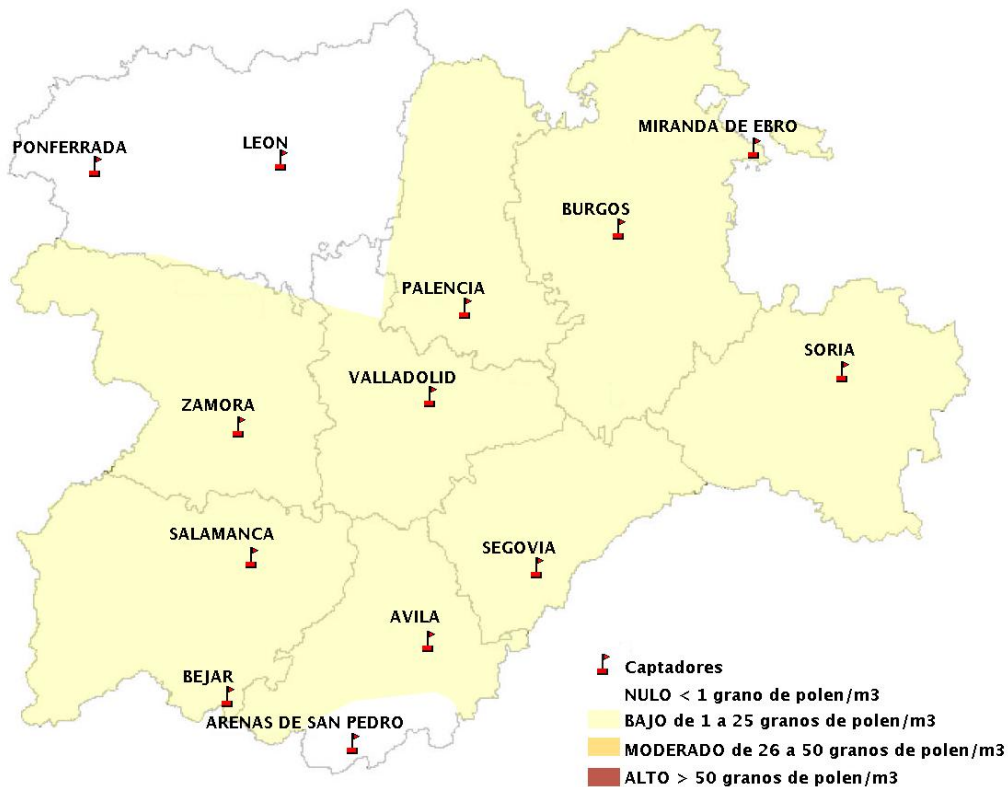 MIRANDA DE EBRO
PONFERRADA
LEON
BURGOS
PALENCIA
SORIA
VALLADOLID
ZAMORA
SALAMANCA
SEGOVIA
AVILA
BEJAR
ARENAS DE SAN PEDRO
Captadores
NULO < 1 grano de polen/m3
BAJO de 1 a 25 granos de polen/m3
MODERADO de 26 a 50 granos de polen/m3
ALTO > 50 granos de polen/m3